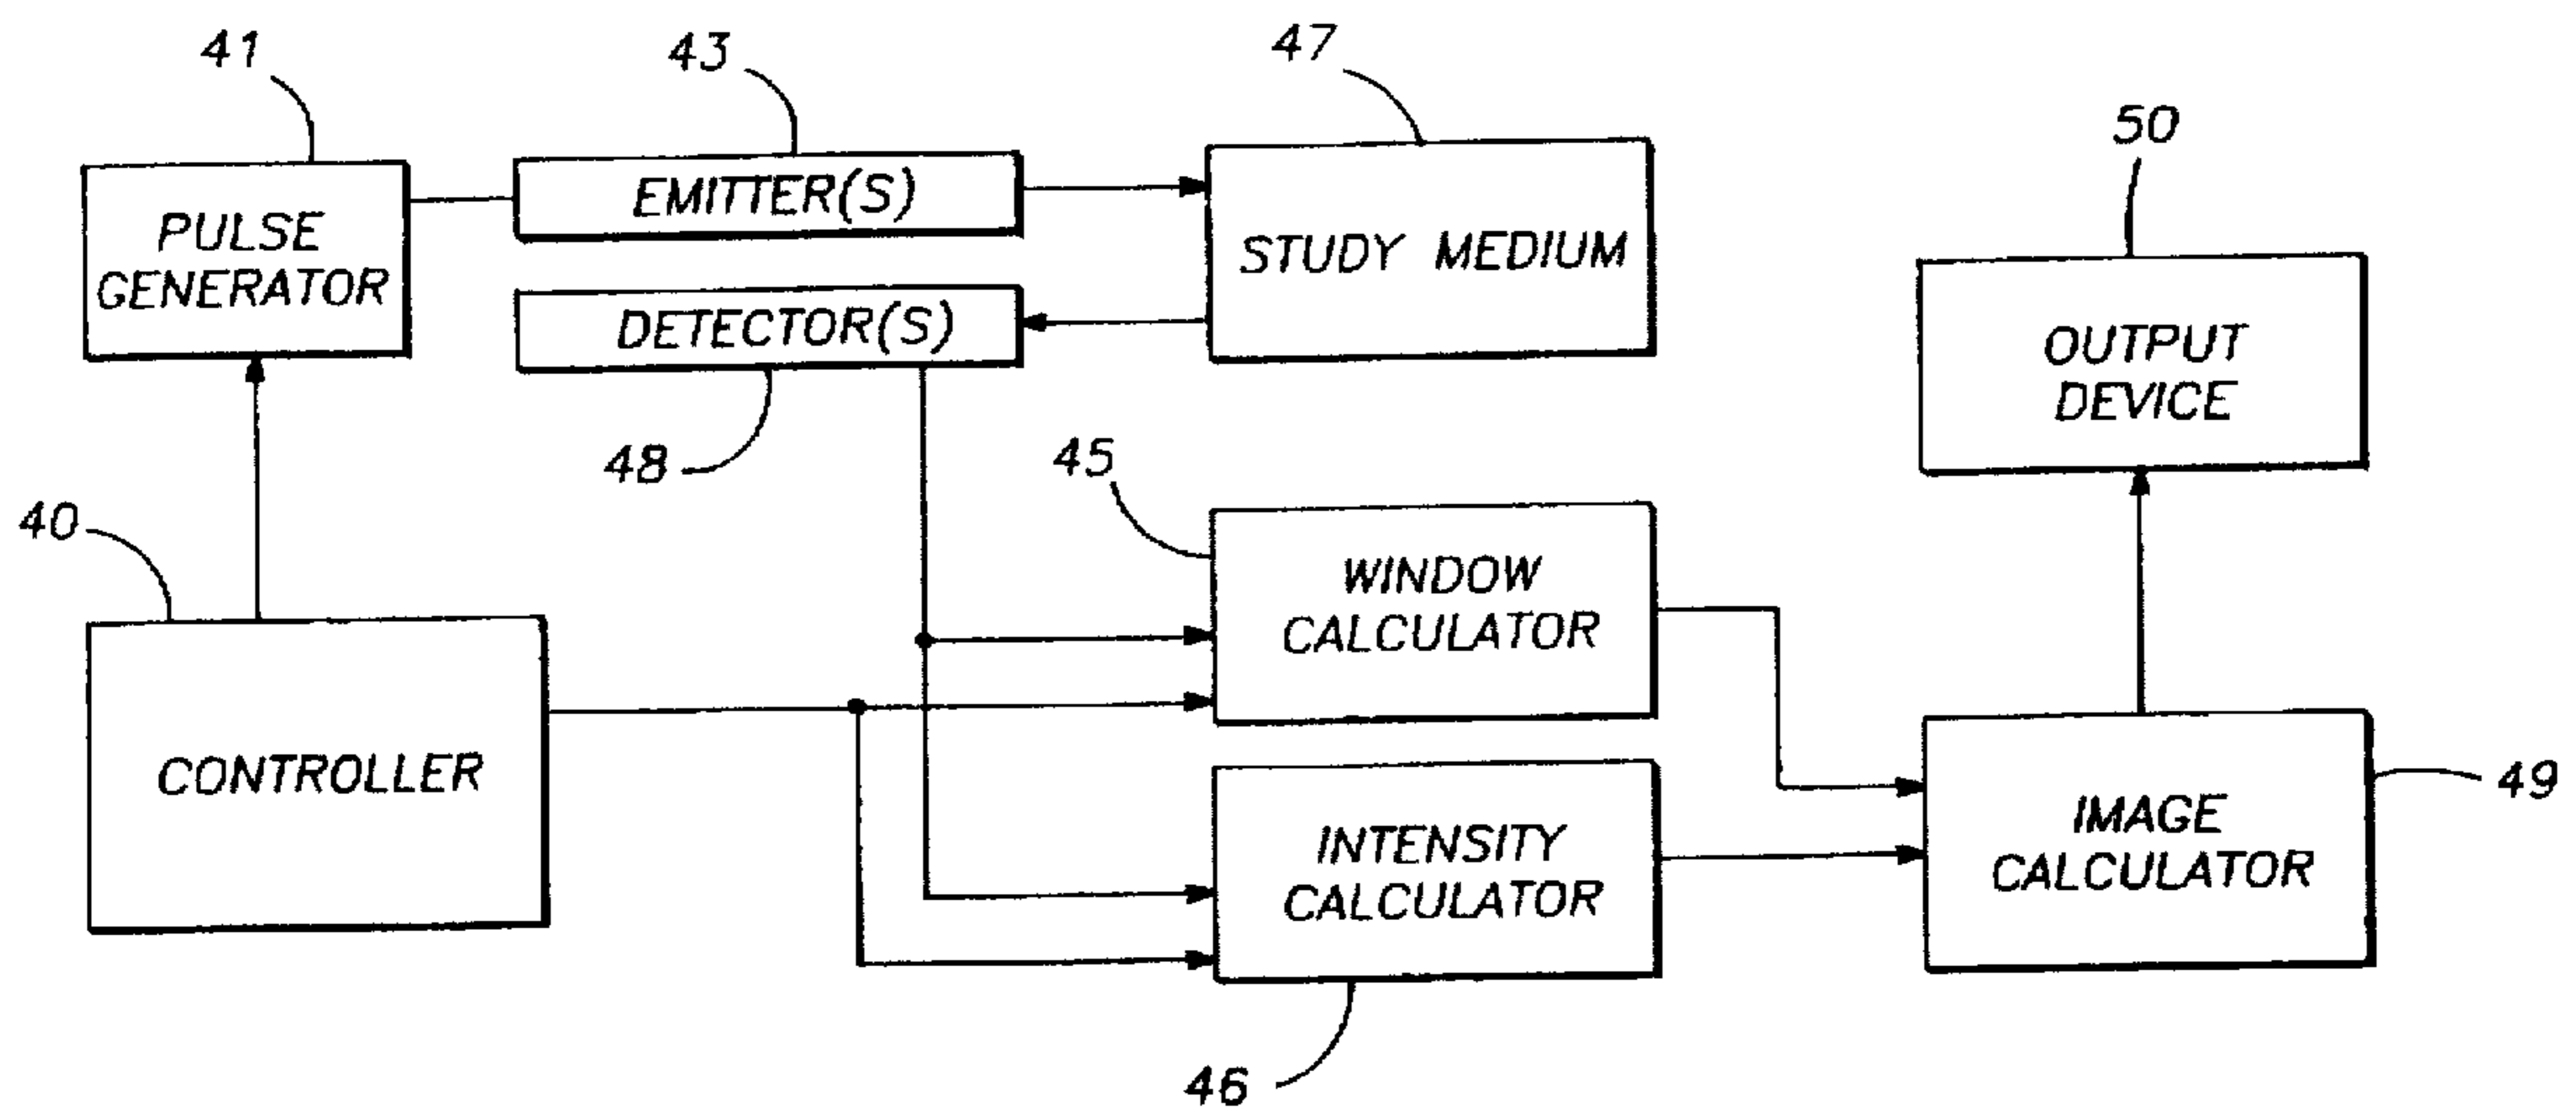 41
43
47
50
PULSE
GENERATOR
EMITTER(S)
STUDY MEDIUM
DETECTOR(S)
OUTPUT
DEVICE
48
45
40
WINDOW
CALCULATOR
CONTROLLER
INTENSITY
CALCULATOR
IMAGE
CALCULATOR
49
46